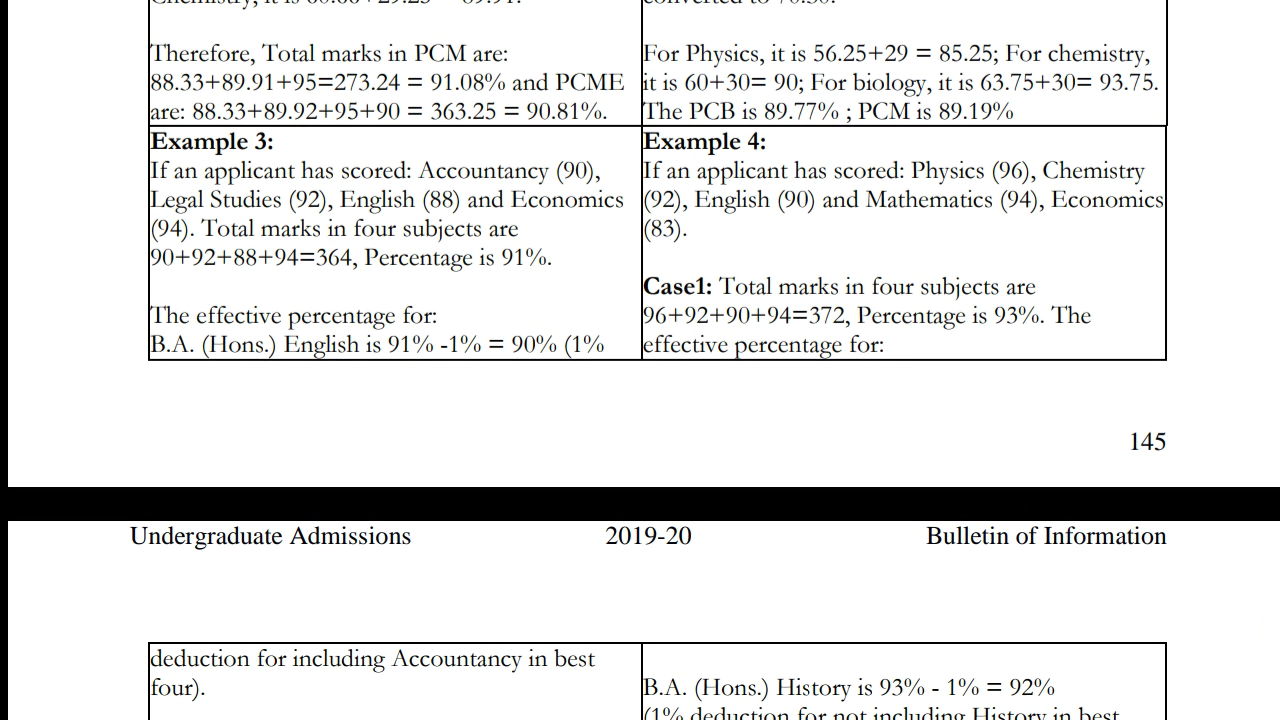 Therefore, Total marks in PCM are:
88.33+89.91+95=273.24 = 91.08% and PCME
are: 88.33+89.92+95+90 = 363.25 = 90.81%.
For Physics, it is 56.25+29 = 85.25; For chemistry,
it is 60+30= 90; For biology, it is 63.75+30= 93.75.
The PCB is 89.77% ; PCM is 89.19%
Example 3:
If an applicant has scored: Accountancy (90),
Legal Studies (92), English (88) and Economics
(94). Total marks in four subjects are
90+92+88+94=364, Percentage is 91%.
The effective percentage for:
B.A. (Hons.) English is 91% -1% = 90% (1%
Example 4:
If an applicant has scored: Physics (96), Chemistry
(92), English (90) and Mathematics (94), Economics
(83).
Case1: Total marks in four subjects are
96+92+90+94=372, Percentage is 93%. The
effective percentage for:
145
Undergraduate Admissions 2019-20 Bulletin of Information
deduction for including Accountancy in best
four).
B.A. (Hons.) History is 93% - 1% = 92%
(1% deduction for not including History in best